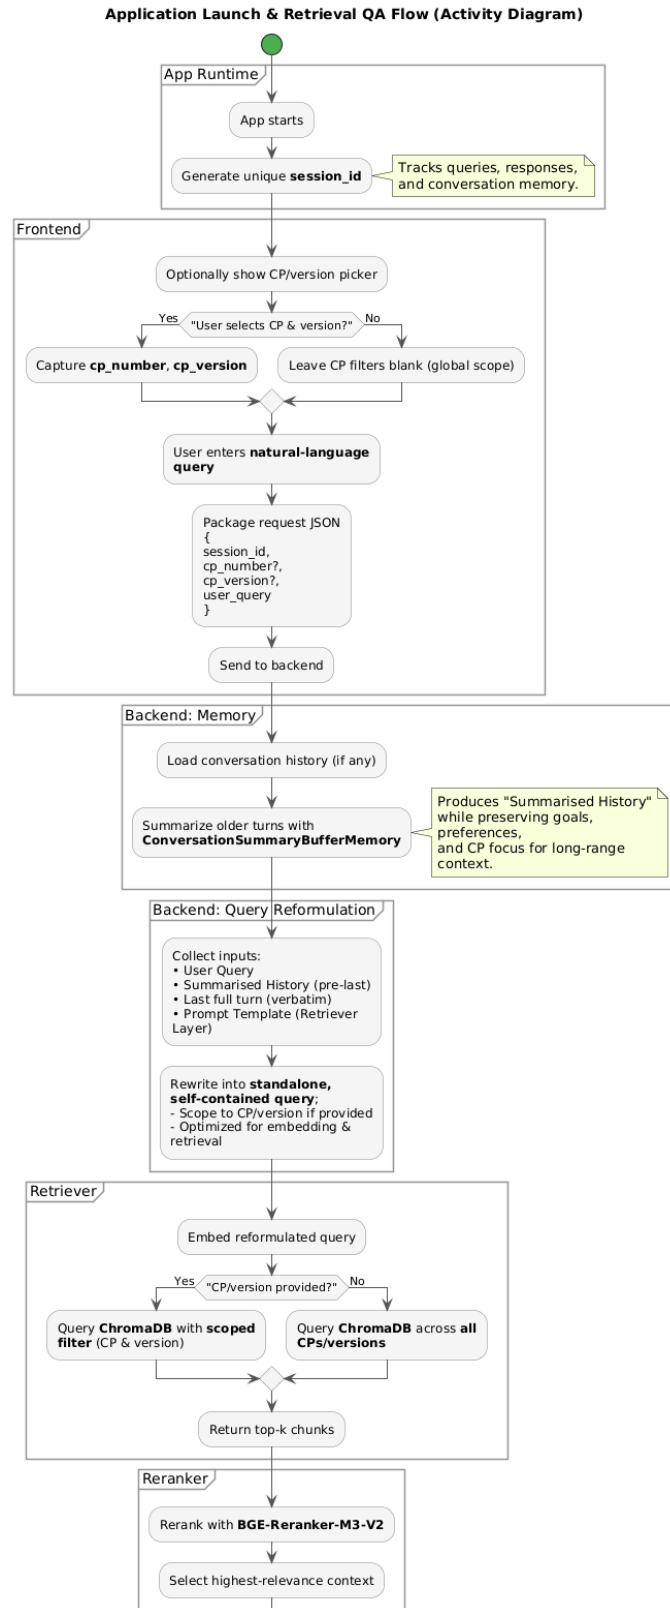 Application Launch & Retrieval QA Flow (Activity Diagram)
App Runtime
App starts
Generate unique session_id
Tracks queries, responses,
and conversation memory.
Frontend
Optionally show CP/version picker
Yes
"User selects CP & version?"
No
Capture cp_number, cp_version
Leave CP filters blank (global scope)
User enters natural-language
query
Package request JSON
{
session_id,
cp_number?,
cp_version?,
user_query
}
Send to backend
Backend: Memory
Load conversation history (if any)
Summarize older turns with
ConversationSummaryBufferMemory
Produces "Summarised History"
while preserving goals,
preferences,
and CP focus for long-range
context.
Backend: Query Reformulation
Collect inputs:
• User Query
• Summarised History (pre-last)
• Last full turn (verbatim)
• Prompt Template (Retriever
Layer)
Rewrite into standalone,
self-contained query;
- Scope to CP/version if provided
- Optimized for embedding &
retrieval
Retriever
Embed reformulated query
Yes
"CP/version provided?"
No
Query ChromaDB with scoped
filter (CP & version)
Query ChromaDB across all
CPs/versions
Return top-k chunks
Reranker
Rerank with BGE-Reranker-M3-V2
Select highest-relevance context